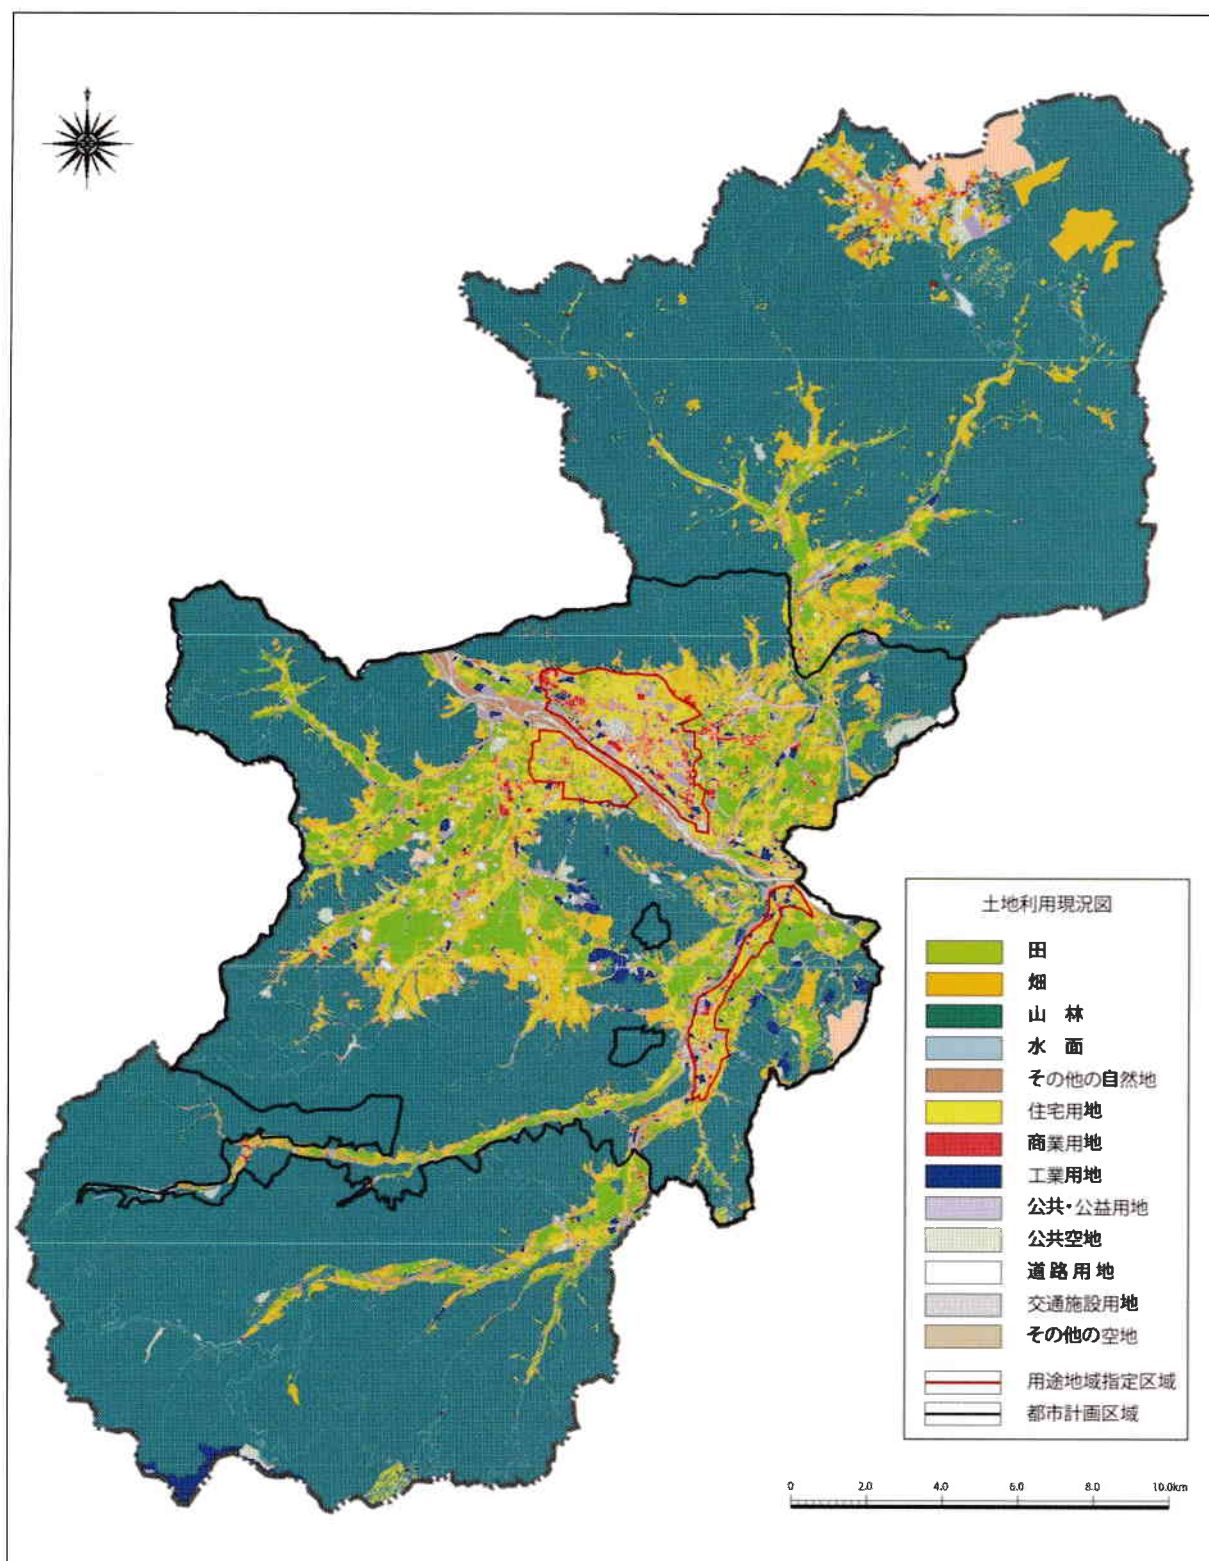 土地利用現況図
田
畑
山 林
水 面
その他の自然地
住宅用地
商業用地
工業用地
公共・公益用地
公共空地
道路用地
交通施設用地
その他の空地
用途地域指定区域
都市計画区域
0 2.0 4.0 6.0 8.0 10.0km